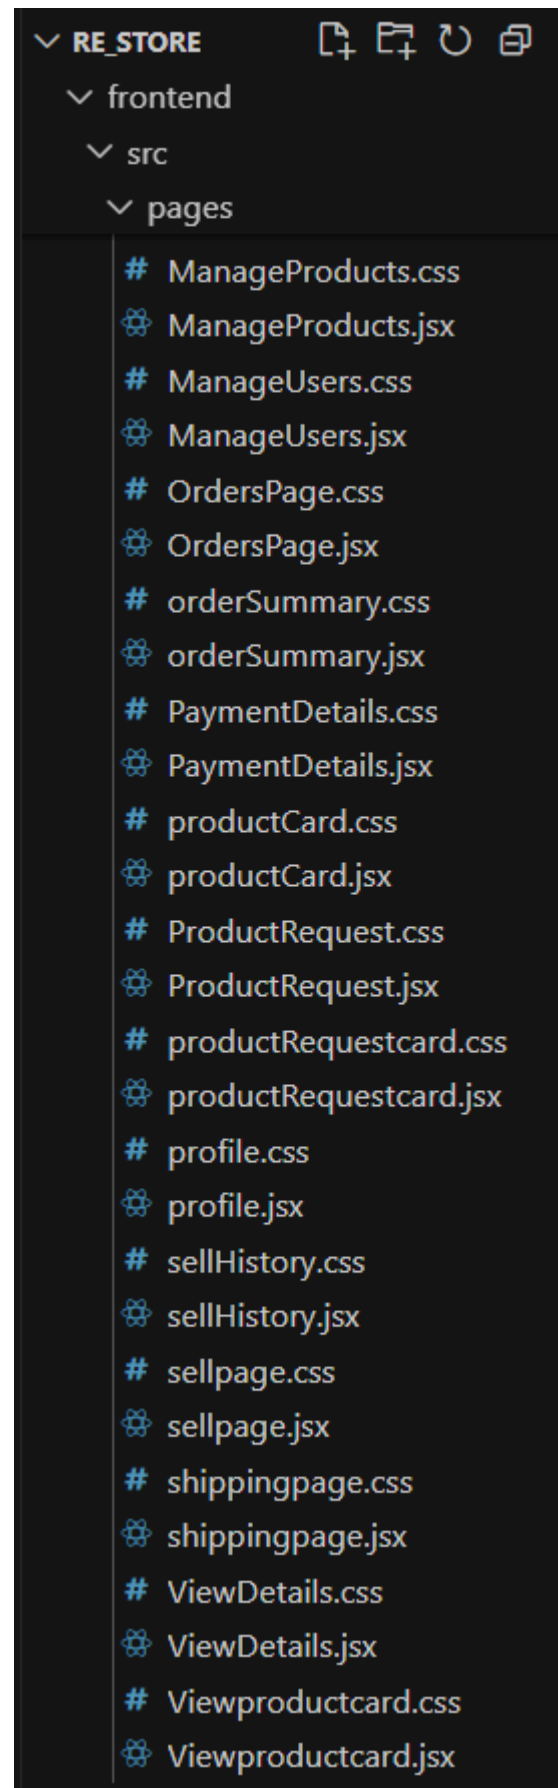 RE_STORE
frontend
src
pages
# ManageProducts.css
ManageProducts.jsx
# ManageUsers.css
ManageUsers.jsx
# OrdersPage.css
OrdersPage.jsx
# orderSummary.css
orderSummary.jsx
# PaymentDetails.css
PaymentDetails.jsx
# productCard.css
productCard.jsx
# ProductRequest.css
ProductRequest.jsx
# productRequestcard.css
productRequestcard.jsx
# profile.css
profile.jsx
# sellHistory.css
sellHistory.jsx
# sellpage.css
sellpage.jsx
# shippingpage.css
shippingpage.jsx
# ViewDetails.css
ViewDetails.jsx
# Viewproductcard.css
Viewproductcard.jsx